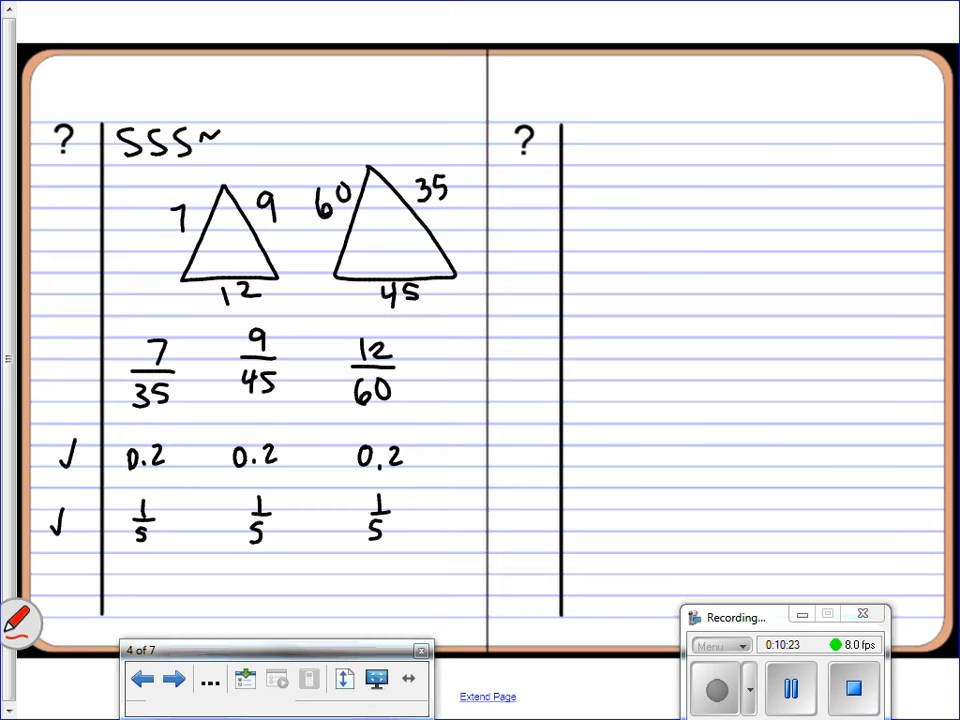 ? SSS~ ?
7 9 60 35
12 45
7/35 9/45 12/60
✓ 0.2 0.2 0.2
✓ 1/5 1/5 1/5
Recording...
Menu 0:10:23 8.0 fps
4 of 7
...
Extend Page